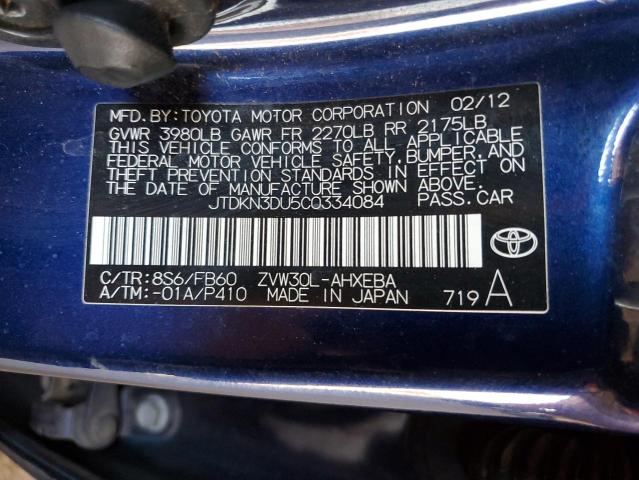 MFD. BY: TOYOTA MOTOR CORPORATION 02/12
GVWR 3980LB GAWR FR 2270LB RR 2175LB
THIS VEHICLE CONFORMS TO ALL APPLICABLE
FEDERAL MOTOR VEHICLE SAFETY, BUMPER, AND
THEFT PREVENTION STANDARDS IN EFFECT ON
THE DATE OF MANUFACTURE SHOWN ABOVE.
JTDKN3DU5C0334084 PASS. CAR
C/TR: 8S6/FB60 ZVW30L-AHXEBA
A/TM: -01A/P410 MADE IN JAPAN 719 A